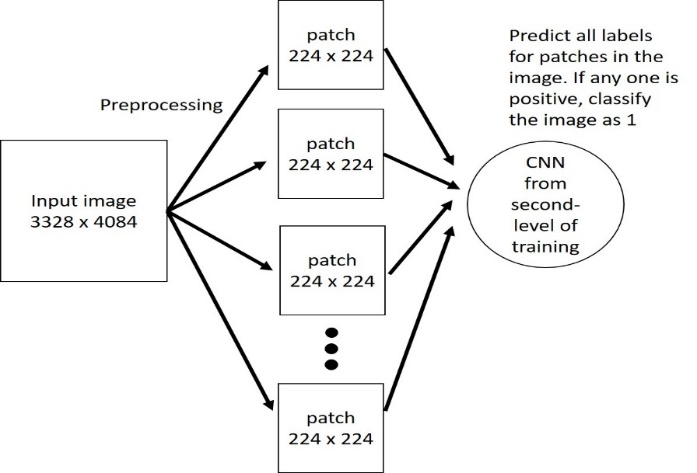 Preprocessing
Input image
3328 x 4084
patch
224 x 224
patch
224 x 224
patch
224 x 224
patch
224 x 224
Predict all labels
for patches in the
image. If any one is
positive, classify
the image as 1
CNN
from
second-
level of
training